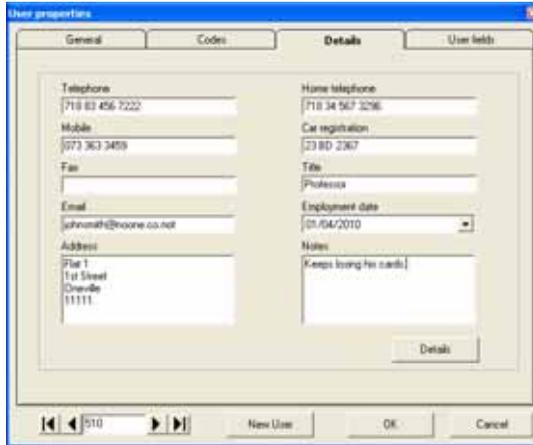 User properties
General
Codes
Details
User fields
Telephone
710 83 456 7222
Mobile
073 363 3459
Fax
Email
johnsmith@noone.co.not
Address
Flat 1
1st Street
Oneville
11111
Home telephone
710 34 567 3296
Car registration
23 BD 2367
Title
Professor
Employment date
01/04/2010
Notes
Keeps losing his cards
Details
510
New User
OK
Cancel